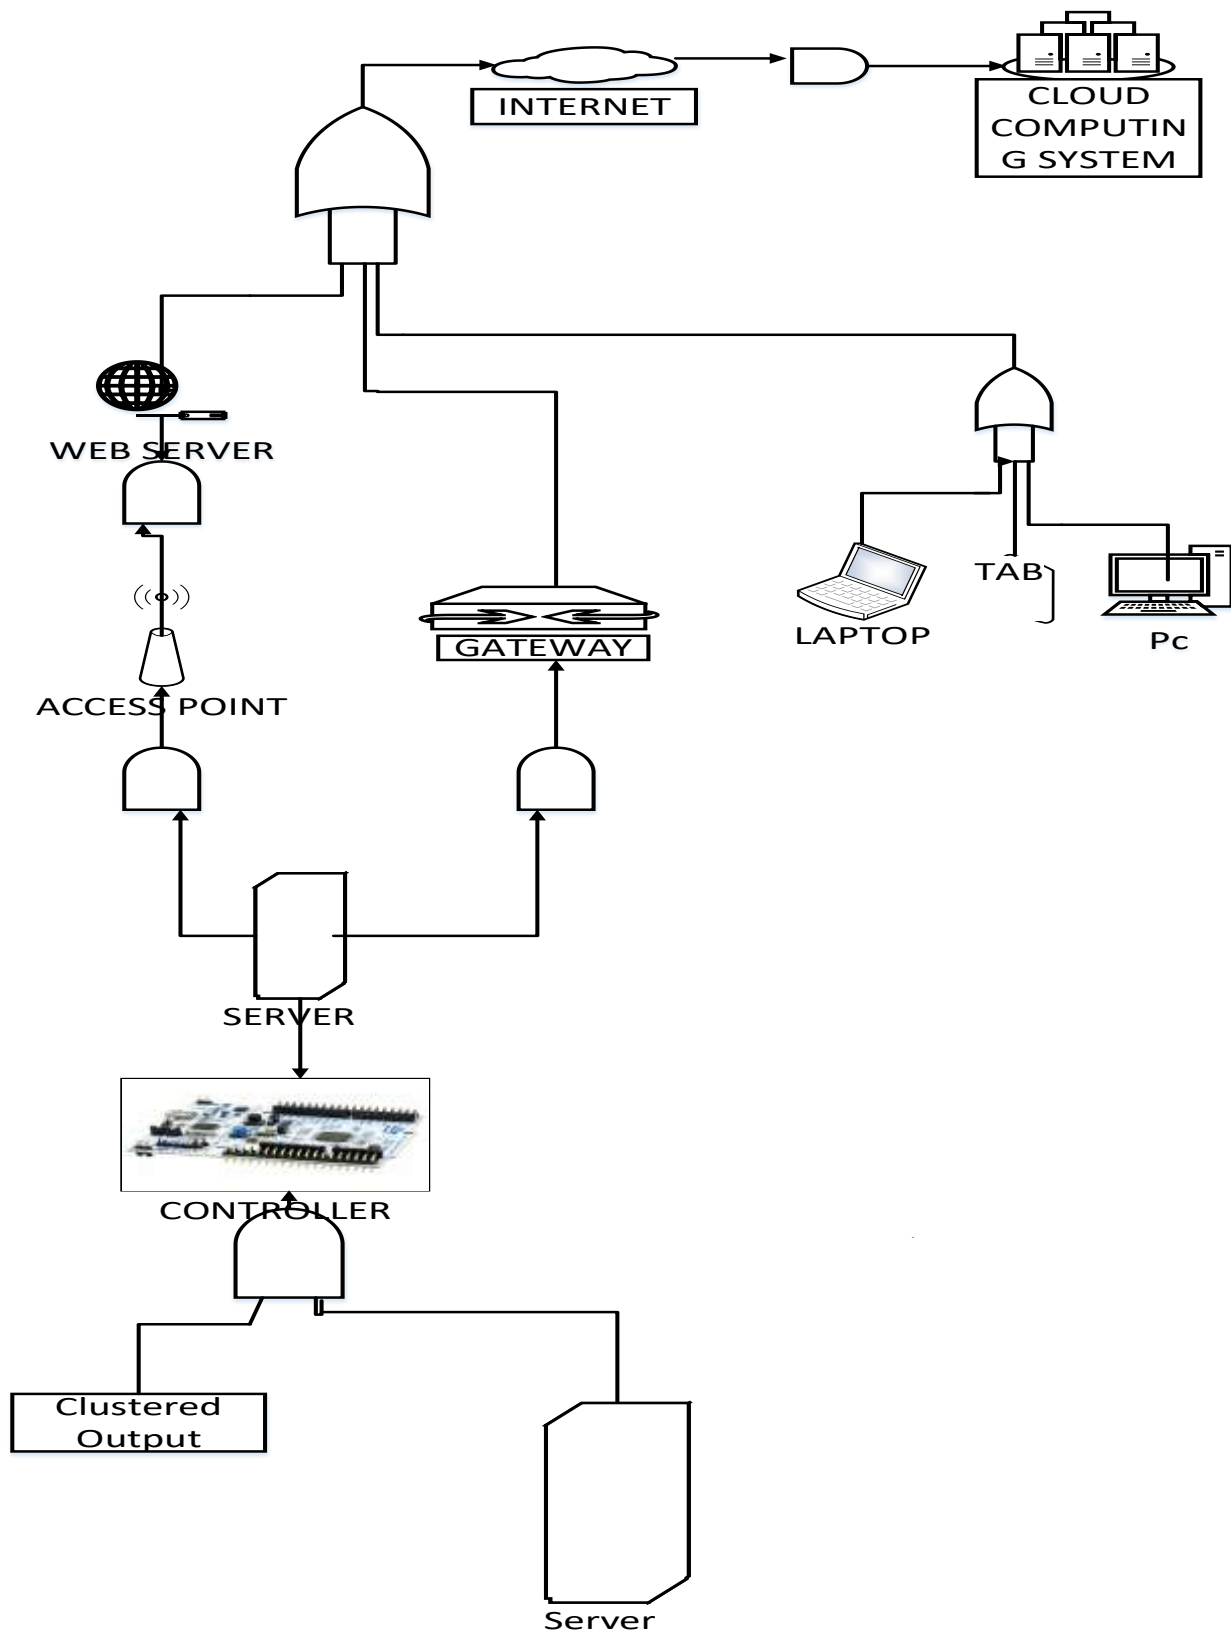 INTERNET
CLOUD
COMPUTIN
G SYSTEM
WEB SERVER
TAB
LAPTOP
Pc
GATEWAY
ACCESS POINT
SERVER
CONTROLLER
Clustered
Output
Server